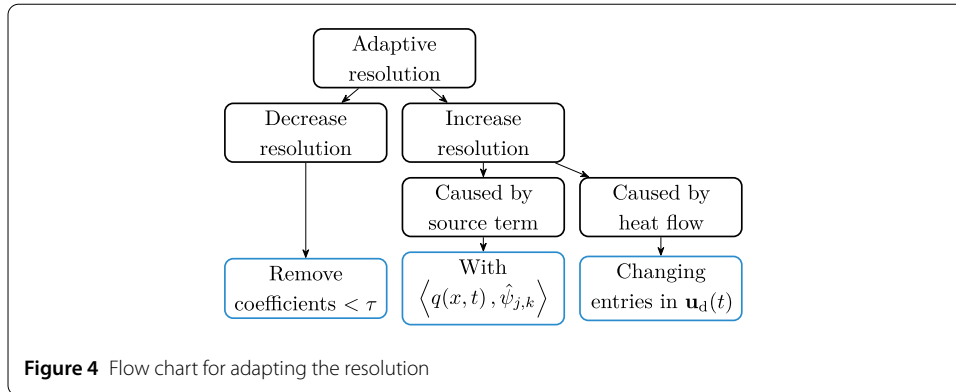 Adaptive
resolution
Decrease
resolution
Increase
resolution
Caused by
source term
Caused by
heat flow
Remove
coefficients < τ
With
⟨q(x, t) , ψ̂_{j,k}⟩
Changing
entries in u_d(t)
Figure 4 Flow chart for adapting the resolution